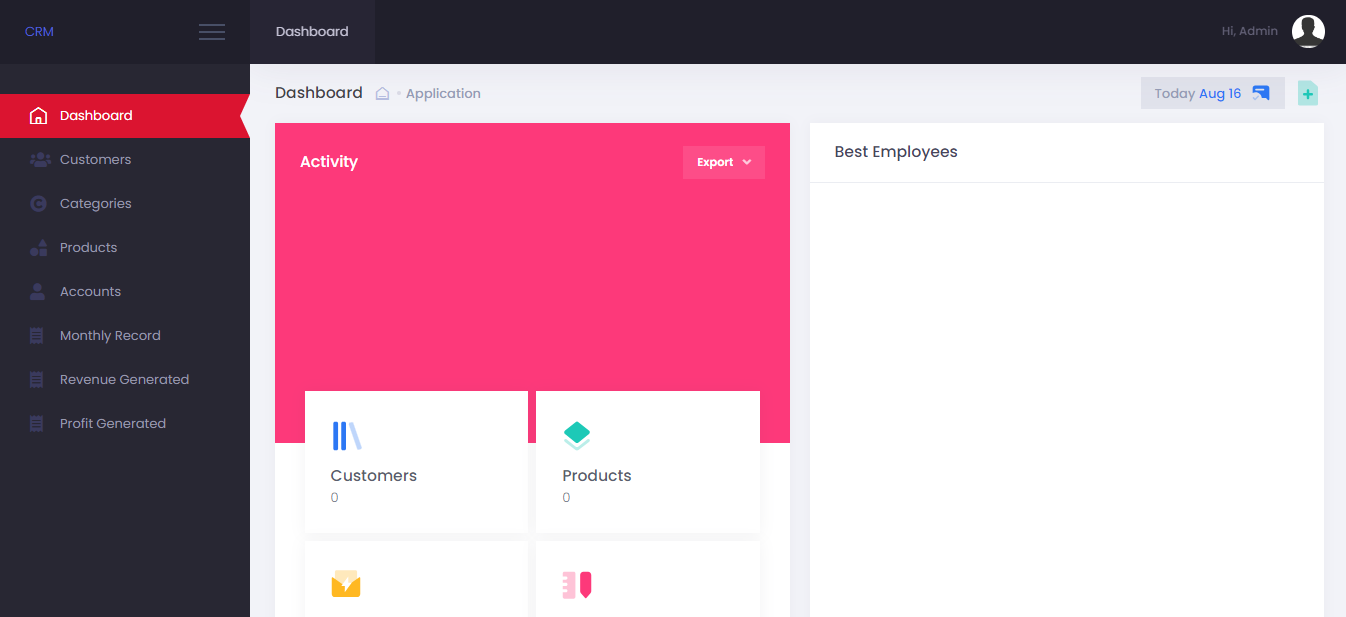 CRM
Dashboard
Hi, Admin
Dashboard
Customers
Categories
Products
Accounts
Monthly Record
Revenue Generated
Profit Generated
Dashboard • Application
Today Aug 16
Activity
Export
Customers
0
Products
0
Best Employees